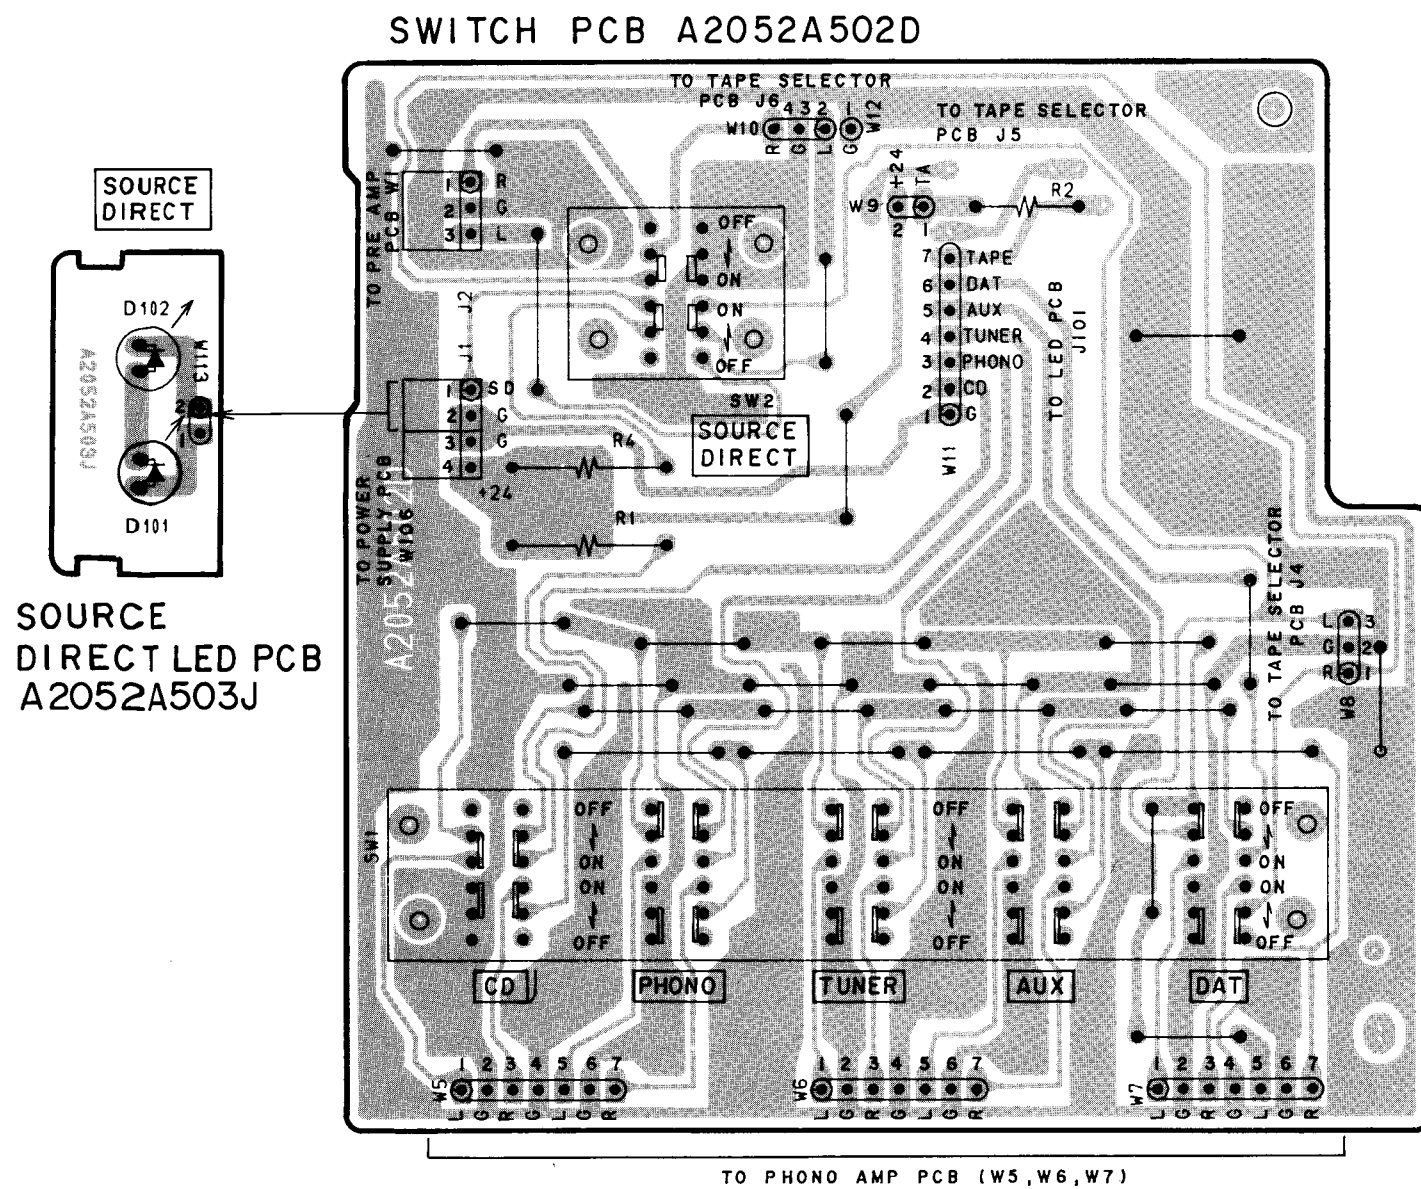 SWITCH PCB A2052A502D
TO TAPE SELECTOR
PCB J6
4 3 2 1
W10
R G L G
W12
TO TAPE SELECTOR
PCB J5
+24 TA
W9
2 1
R2
SOURCE
DIRECT
TO PRE AMP
PCB W1
1 R
2 G
3 L
J2
OFF
ON
ON
OFF
SW2
SOURCE
DIRECT
7 TAPE
6 DAT
5 AUX
4 TUNER
3 PHONO
2 CD
1 G
W11
TO LED PCB
J101
D102
W113
2
1
A2052A503J
D101
J1
1 SD
2 G
3 G
4
+24
R4
R1
TO POWER
SUPPLY PCB
W106
SOURCE
DIRECT LED PCB
A2052A503J
TO TAPE SELECTOR
PCB J4
L 3
G 2
R 1
W8
SW1
OFF OFF OFF
ON ON ON
ON ON ON
OFF OFF OFF
CD PHONO TUNER AUX DAT
W5
1 2 3 4 5 6 7
L G R G L G R
W6
1 2 3 4 5 6 7
L G R G L G R
W7
1 2 3 4 5 6 7
L G R G L G R
TO PHONO AMP PCB (W5,W6,W7)